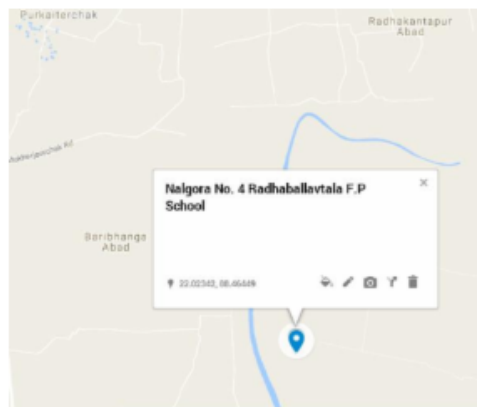 Purkaiterchak
Radhakantapur
Abad
Nalgora No. 4 Radhaballavtala F.P
School
Baribhanga
Abad